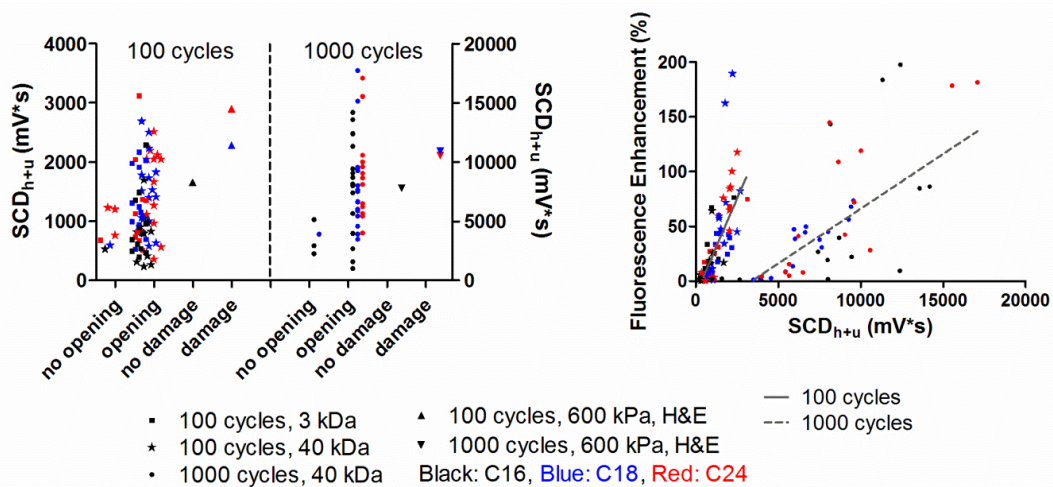 100 cycles
1000 cycles
SCDh+u (mV*s)
4000
3000
2000
1000
0
20000
15000
10000
5000
0
SCDh+u (mV*s)
no opening
opening
no damage
damage
no opening
opening
no damage
damage
Fluorescence Enhancement (%)
200
150
100
50
0
0
5000
10000
15000
20000
SCDh+u (mV*s)
100 cycles
1000 cycles
100 cycles, 3 kDa
100 cycles, 40 kDa
1000 cycles, 40 kDa
100 cycles, 600 kPa, H&E
1000 cycles, 600 kPa, H&E
Black: C16, Blue: C18, Red: C24